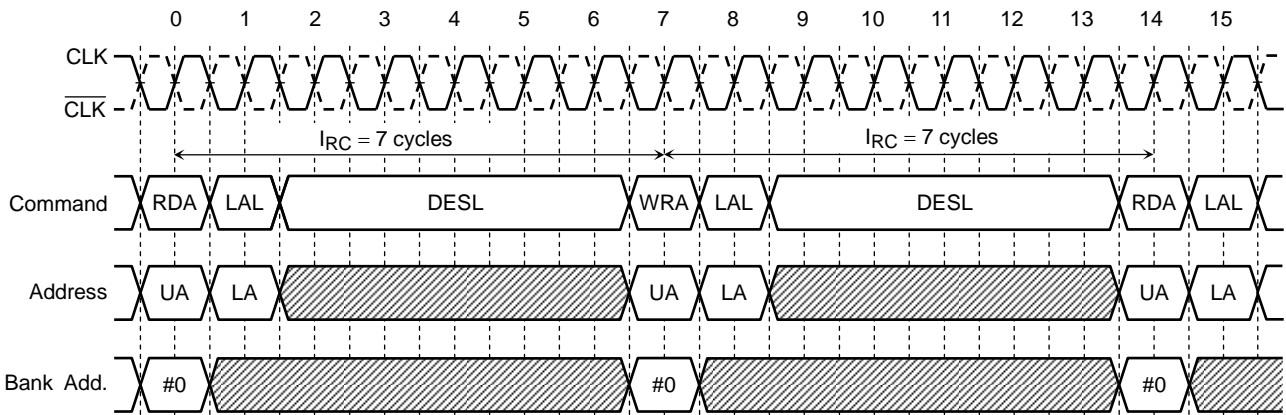 0 1 2 3 4 5 6 7 8 9 10 11 12 13 14 15
CLK
CLK
IRC = 7 cycles IRC = 7 cycles
Command RDA LAL DESL WRA LAL DESL RDA LAL
Address UA LA UA LA UA LA
Bank Add. #0 #0 #0